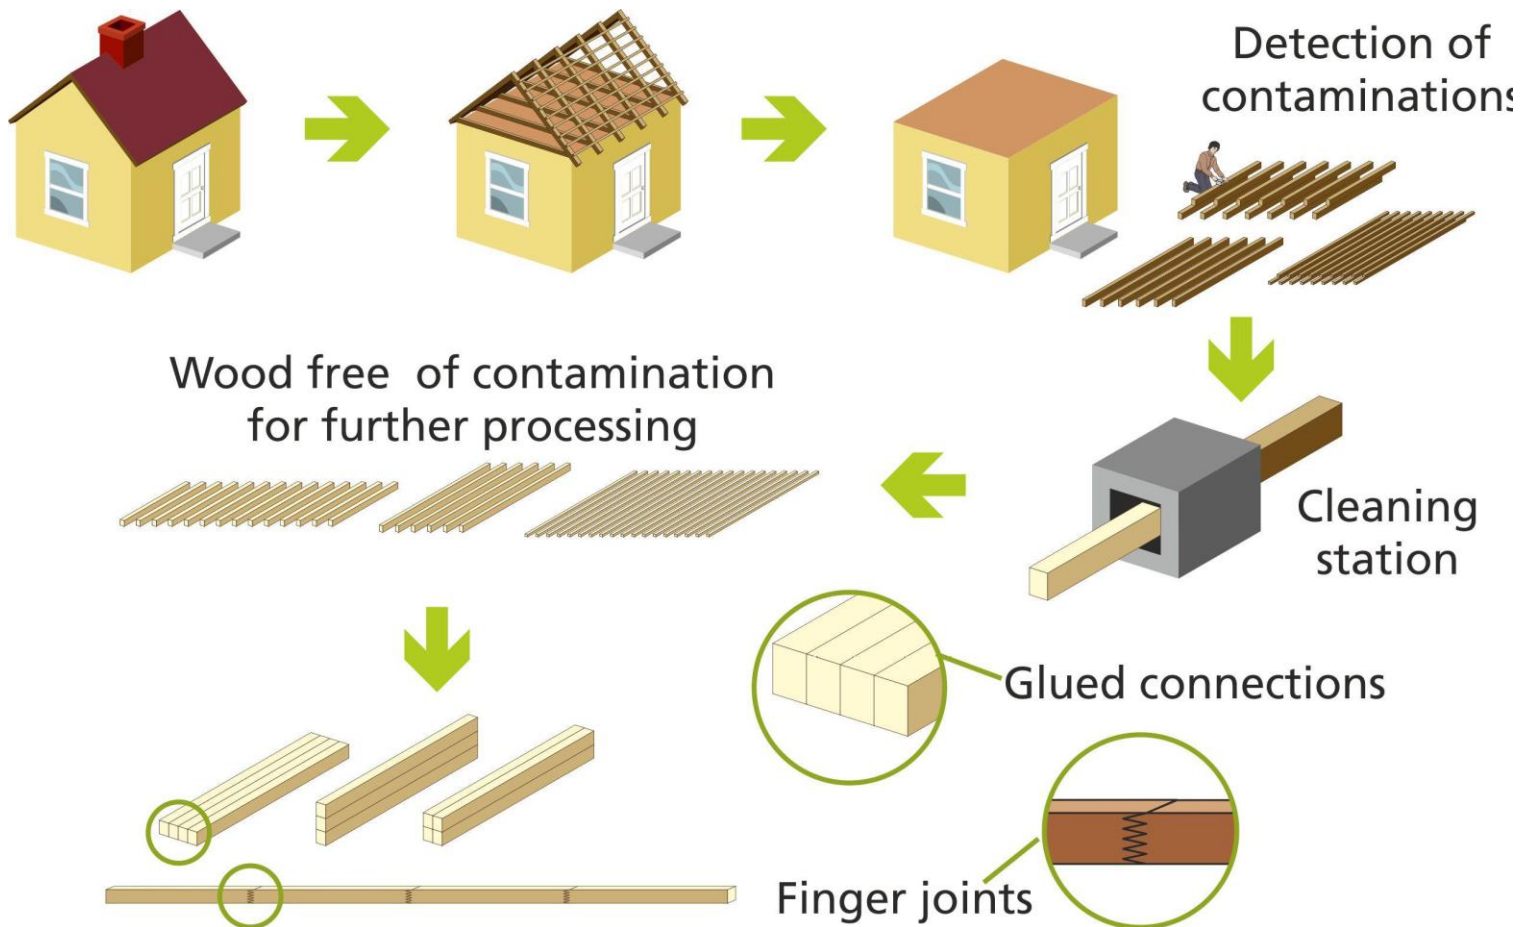 Detection of
contaminations
Wood free of contamination
for further processing
Cleaning
station
Glued connections
Finger joints